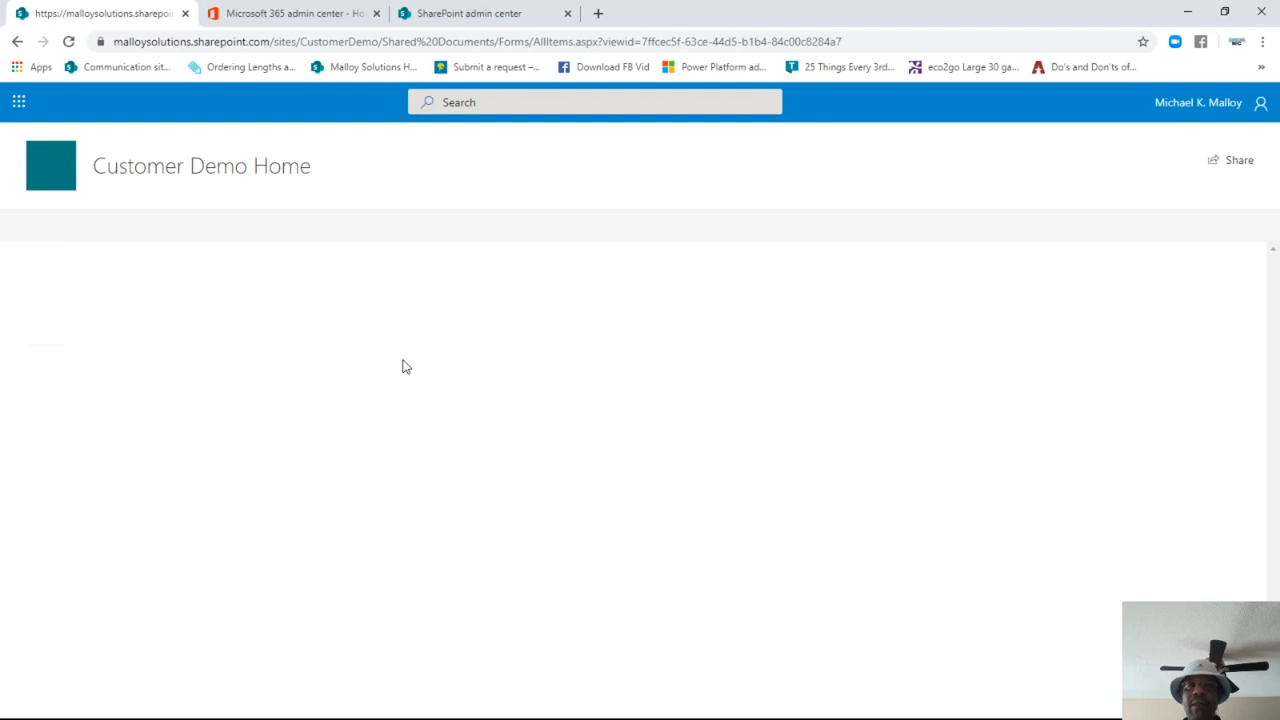 https://malloysolutions.sharepoin
Microsoft 365 admin center - Ho
SharePoint admin center
malloysolutions.sharepoint.com/sites/CustomerDemo/Shared%20Documents/Forms/AllItems.aspx?viewid=7ffcec5f-63ce-44d5-b1b4-84c00c8284a7
Apps
Communication sit...
Ordering Lengths a...
Malloy Solutions H...
Submit a request –...
Download FB Vid
Power Platform ad...
25 Things Every 3rd...
eco2go Large 30 ga...
Do's and Don'ts of...
Search
Michael K. Malloy
Customer Demo Home
Share